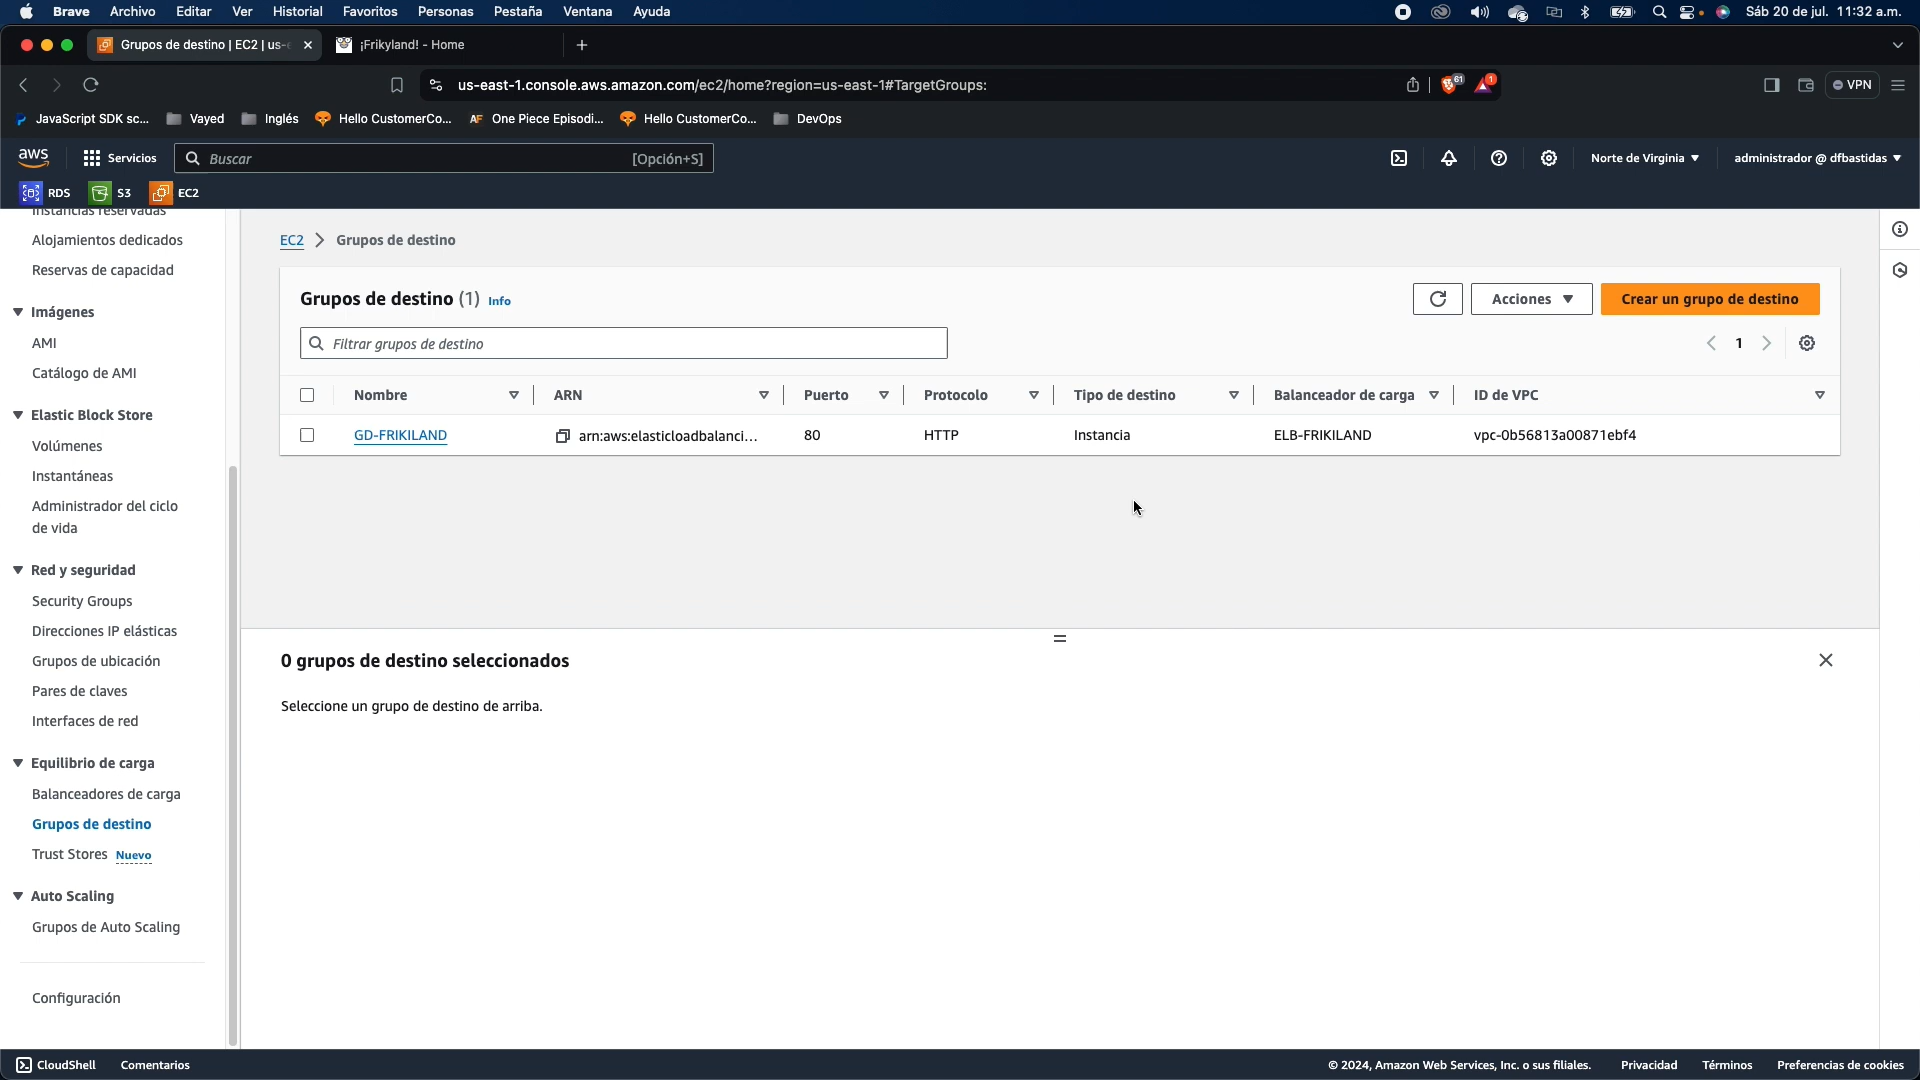 Brave Archivo Editar Ver Historial Favoritos Personas Pestaña Ventana Ayuda Sáb 20 de jul. 11:32 a.m.
Grupos de destino | EC2 | us-e ¡Frikyland! - Home
us-east-1.console.aws.amazon.com/ec2/home?region=us-east-1#TargetGroups: 61 1 VPN
JavaScript SDK sc... Vayed Inglés Hello CustomerCo... AF One Piece Episodi... Hello CustomerCo... DevOps
aws Servicios Buscar [Opción+S] Norte de Virginia administrador @ dfbastidas
RDS S3 EC2
Instancias reservadas
Alojamientos dedicados
Reservas de capacidad
Imágenes
AMI
Catálogo de AMI
Elastic Block Store
Volúmenes
Instantáneas
Administrador del ciclo
de vida
Red y seguridad
Security Groups
Direcciones IP elásticas
Grupos de ubicación
Pares de claves
Interfaces de red
Equilibrio de carga
Balanceadores de carga
Grupos de destino
Trust Stores Nuevo
Auto Scaling
Grupos de Auto Scaling
Configuración
EC2 Grupos de destino
Grupos de destino (1) Info Acciones Crear un grupo de destino
Filtrar grupos de destino 1
Nombre ARN Puerto Protocolo Tipo de destino Balanceador de carga ID de VPC
GD-FRIKILAND arn:aws:elasticloadbalanci... 80 HTTP Instancia ELB-FRIKILAND vpc-0b56813a00871ebf4
0 grupos de destino seleccionados
Seleccione un grupo de destino de arriba.
CloudShell Comentarios © 2024, Amazon Web Services, Inc. o sus filiales. Privacidad Términos Preferencias de cookies